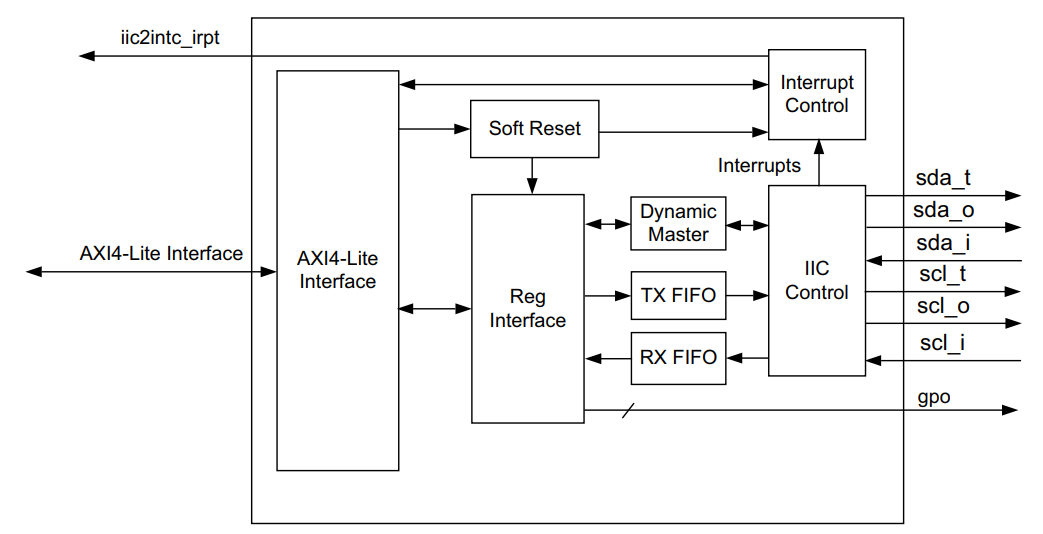 iic2intc_irpt
Interrupt
Control
Soft Reset
Interrupts
sda_t
Dynamic
Master
sda_o
AXI4-Lite Interface
sda_i
AXI4-Lite
Interface
IIC
Control
scl_t
Reg
Interface
TX FIFO
scl_o
RX FIFO
scl_i
gpo